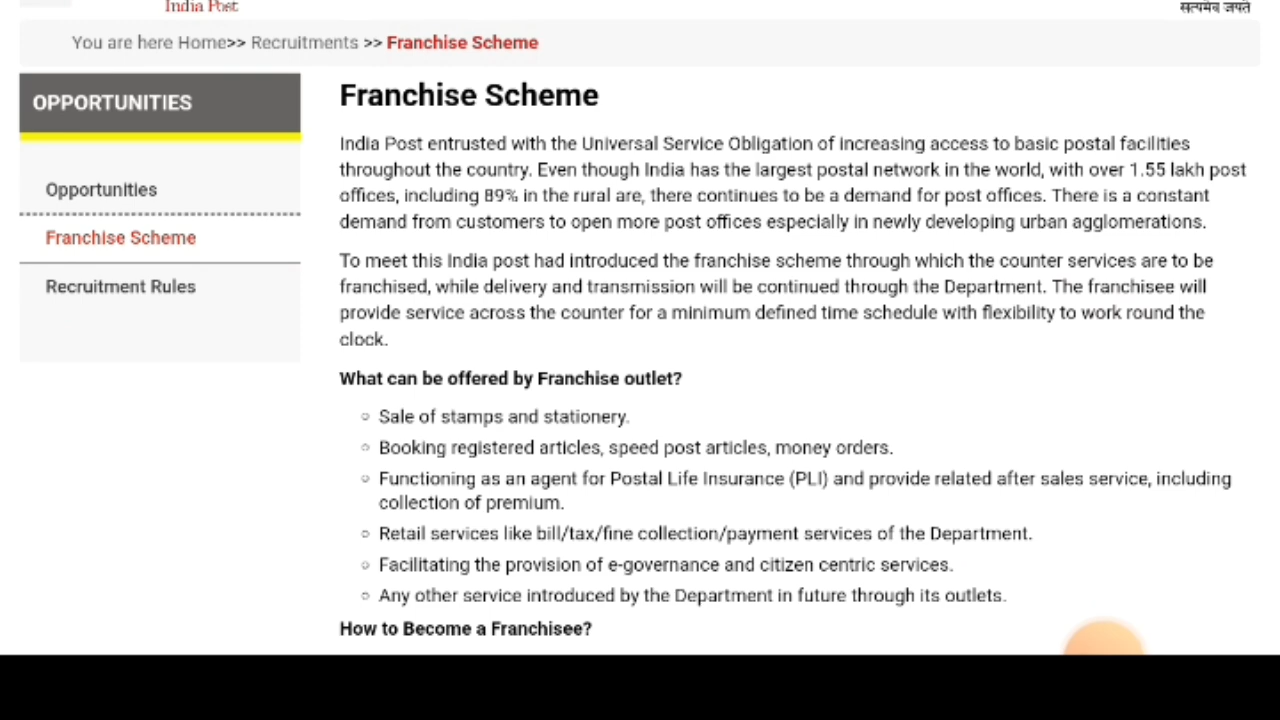 India Post
सत्यमेव जयते
You are here Home>> Recruitments >> Franchise Scheme
OPPORTUNITIES
Opportunities
Franchise Scheme
Recruitment Rules
Franchise Scheme
India Post entrusted with the Universal Service Obligation of increasing access to basic postal facilities
throughout the country. Even though India has the largest postal network in the world, with over 1.55 lakh post
offices, including 89% in the rural are, there continues to be a demand for post offices. There is a constant
demand from customers to open more post offices especially in newly developing urban agglomerations.
To meet this India post had introduced the franchise scheme through which the counter services are to be
franchised, while delivery and transmission will be continued through the Department. The franchisee will
provide service across the counter for a minimum defined time schedule with flexibility to work round the
clock.
What can be offered by Franchise outlet?
Sale of stamps and stationery.
Booking registered articles, speed post articles, money orders.
Functioning as an agent for Postal Life Insurance (PLI) and provide related after sales service, including
collection of premium.
Retail services like bill/tax/fine collection/payment services of the Department.
Facilitating the provision of e-governance and citizen centric services.
Any other service introduced by the Department in future through its outlets.
How to Become a Franchisee?